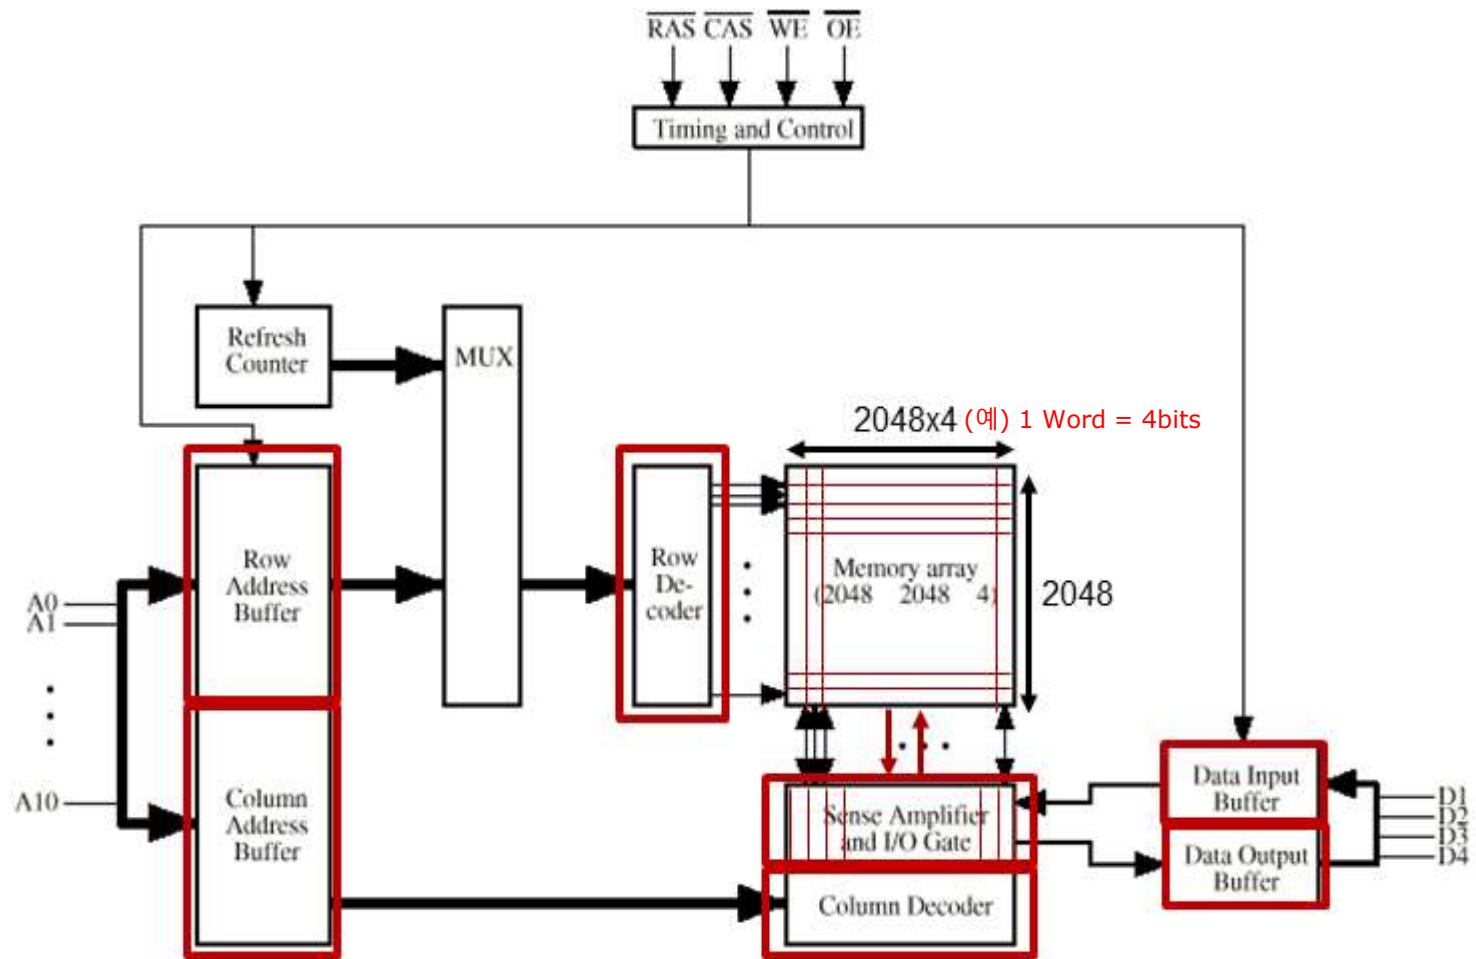 RAS CAS WE OE
Timing and Control
Refresh
Counter
MUX
2048x4 (예) 1 Word = 4bits
Row
Address
Buffer
Row
De-
coder
Memory array
(2048 2048 4)
2048
A0
A1
A10
Column
Address
Buffer
Sense Amplifier
and I/O Gate
Column Decoder
Data Input
Buffer
Data Output
Buffer
D1
D2
D3
D4